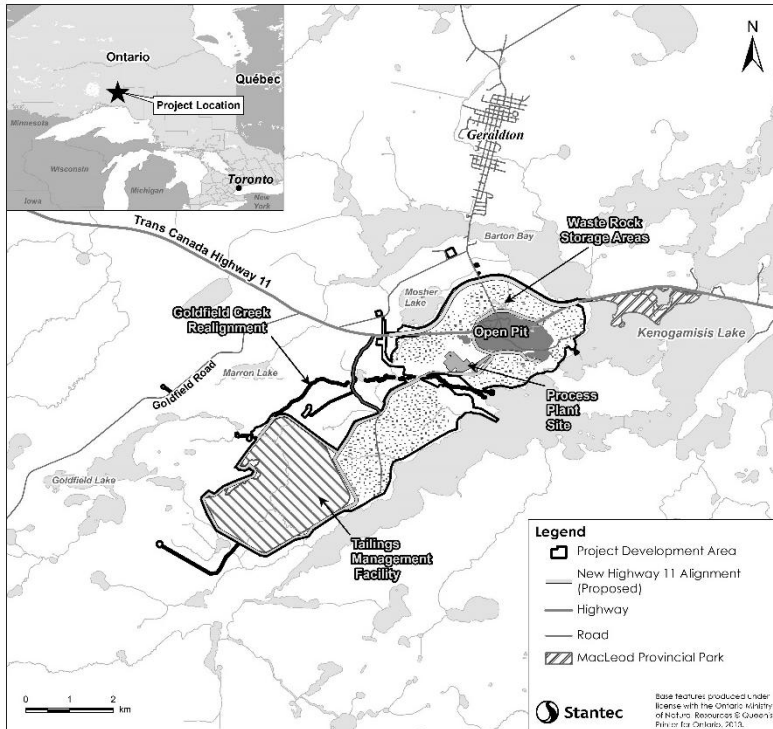 Ontario
Québec
Project Location
Minnesota
Wisconsin
Michigan
Iowa
Toronto
New
York
N
Geraldton
Trans Canada Highway 11
Barton Bay
Waste Rock
Storage Areas
Mosher
Lake
Goldfield Creek
Realignment
Open Pit
Kenogamisis Lake
Marron Lake
Goldfield Road
Process
Plant
Site
Goldfield Lake
Tailings
Management
Facility
Legend
Project Development Area
New Highway 11 Alignment
(Proposed)
Highway
Road
MacLeod Provincial Park
0 1 2
km
Stantec
Base features produced under
license with the Ontario Ministry
of Natural Resources © Queen's
Printer for Ontario, 2013.